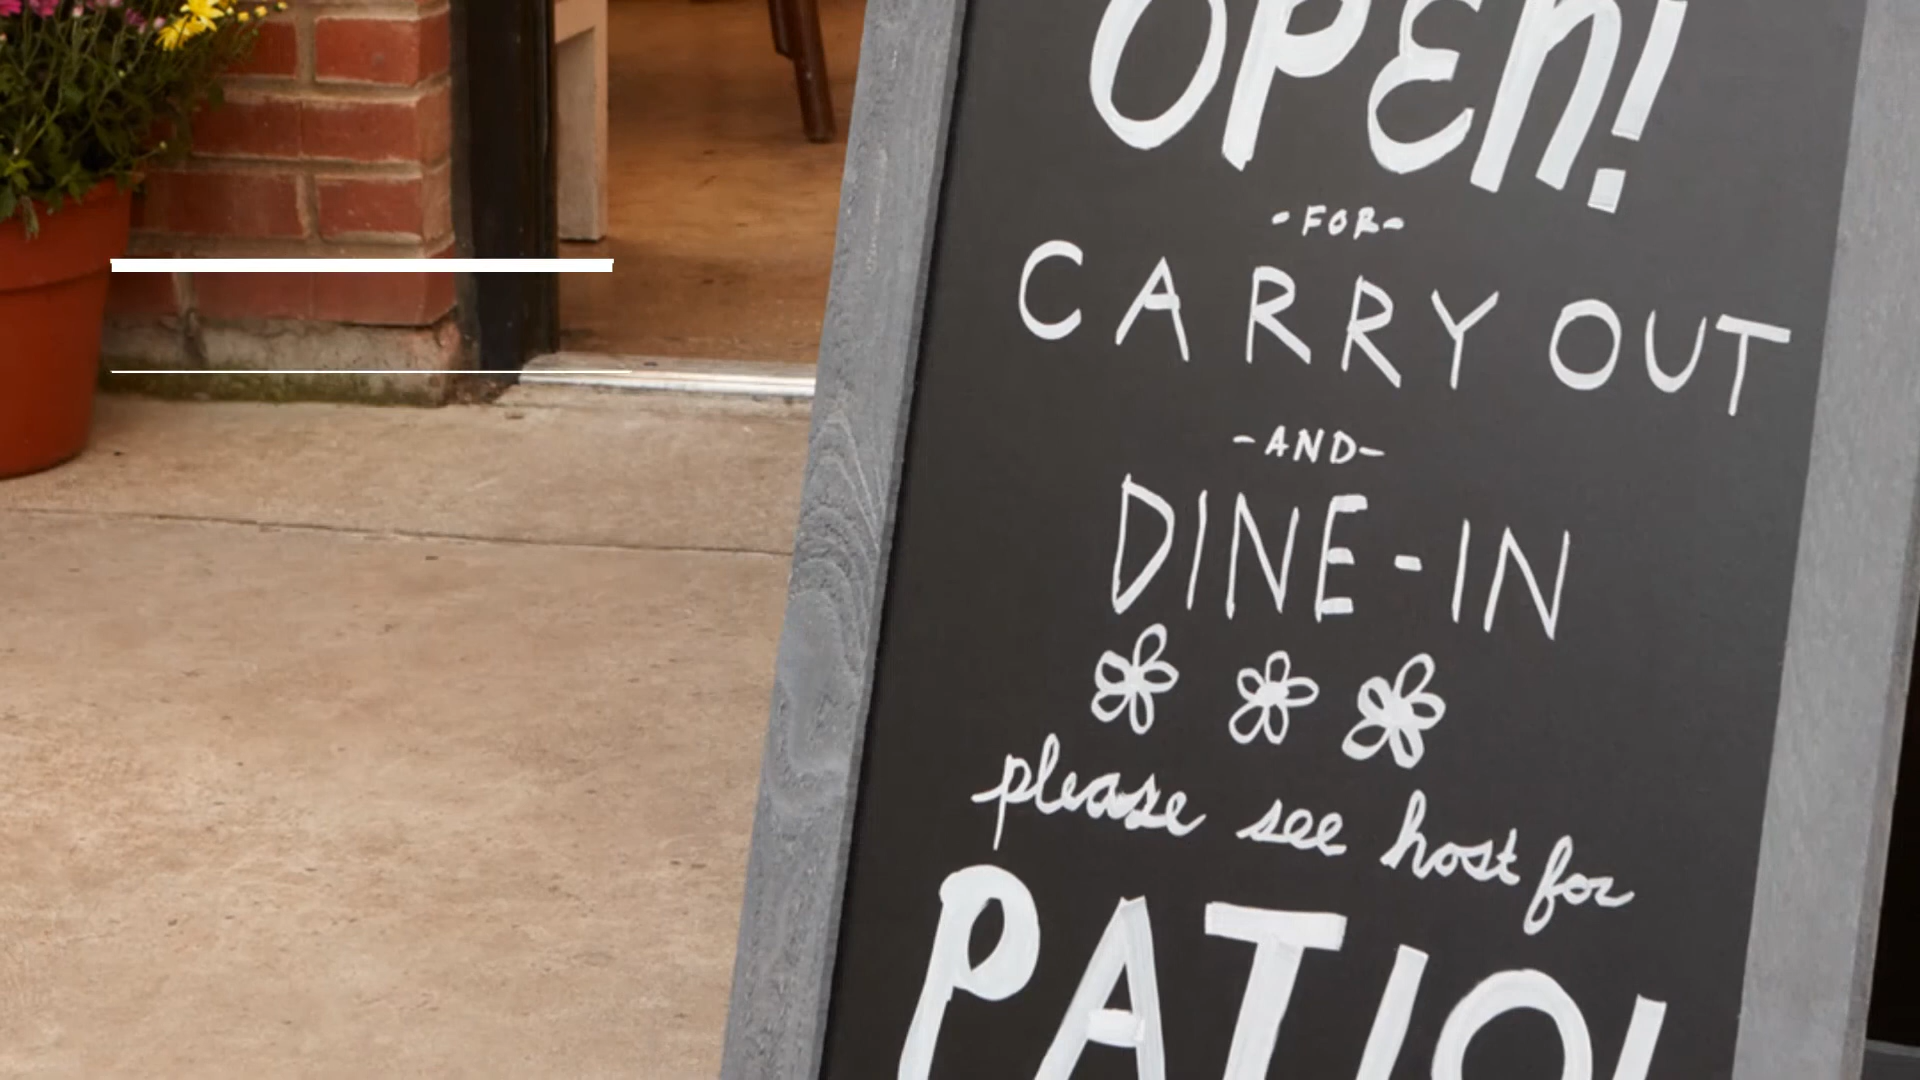 OPEN!
-FOR-
CARRY OUT
-AND-
DINE-IN
please see host for
PATIO!